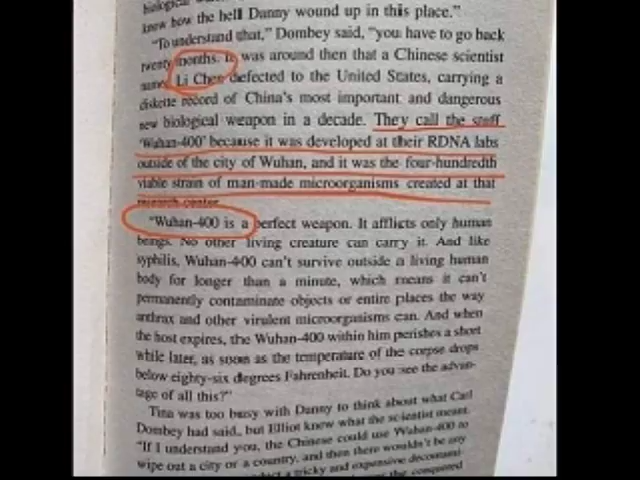 biological
know how the hell Danny wound up in this place."
"To understand that," Dombey said, "you have to go back
twenty months. It was around then that a Chinese scientist
named Li Chen defected to the United States, carrying a
diskette record of China's most important and dangerous
new biological weapon in a decade. They call the stuff
'Wuhan-400' because it was developed at their RDNA labs
outside of the city of Wuhan, and it was the four-hundredth
viable strain of man-made microorganisms created at that
research center.
"Wuhan-400 is a perfect weapon. It afflicts only human
beings. No other living creature can carry it. And like
syphilis, Wuhan-400 can't survive outside a living human
body for longer than a minute, which means it can't
permanently contaminate objects or entire places the way
anthrax and other virulent microorganisms can. And when
the host expires, the Wuhan-400 within him perishes a short
while later, as soon as the temperature of the corpse drops
below eighty-six degrees Fahrenheit. Do you see the advan-
tage of all this?"
Tina was too busy with Danny to think about what Carl
Dombey had said, but Elliot knew what the scientist meant.
"If I understand you, the Chinese could use Wuhan-400 to
wipe out a city or a country, and then there wouldn't be any
a tricky and expensive decontami-
the conquered